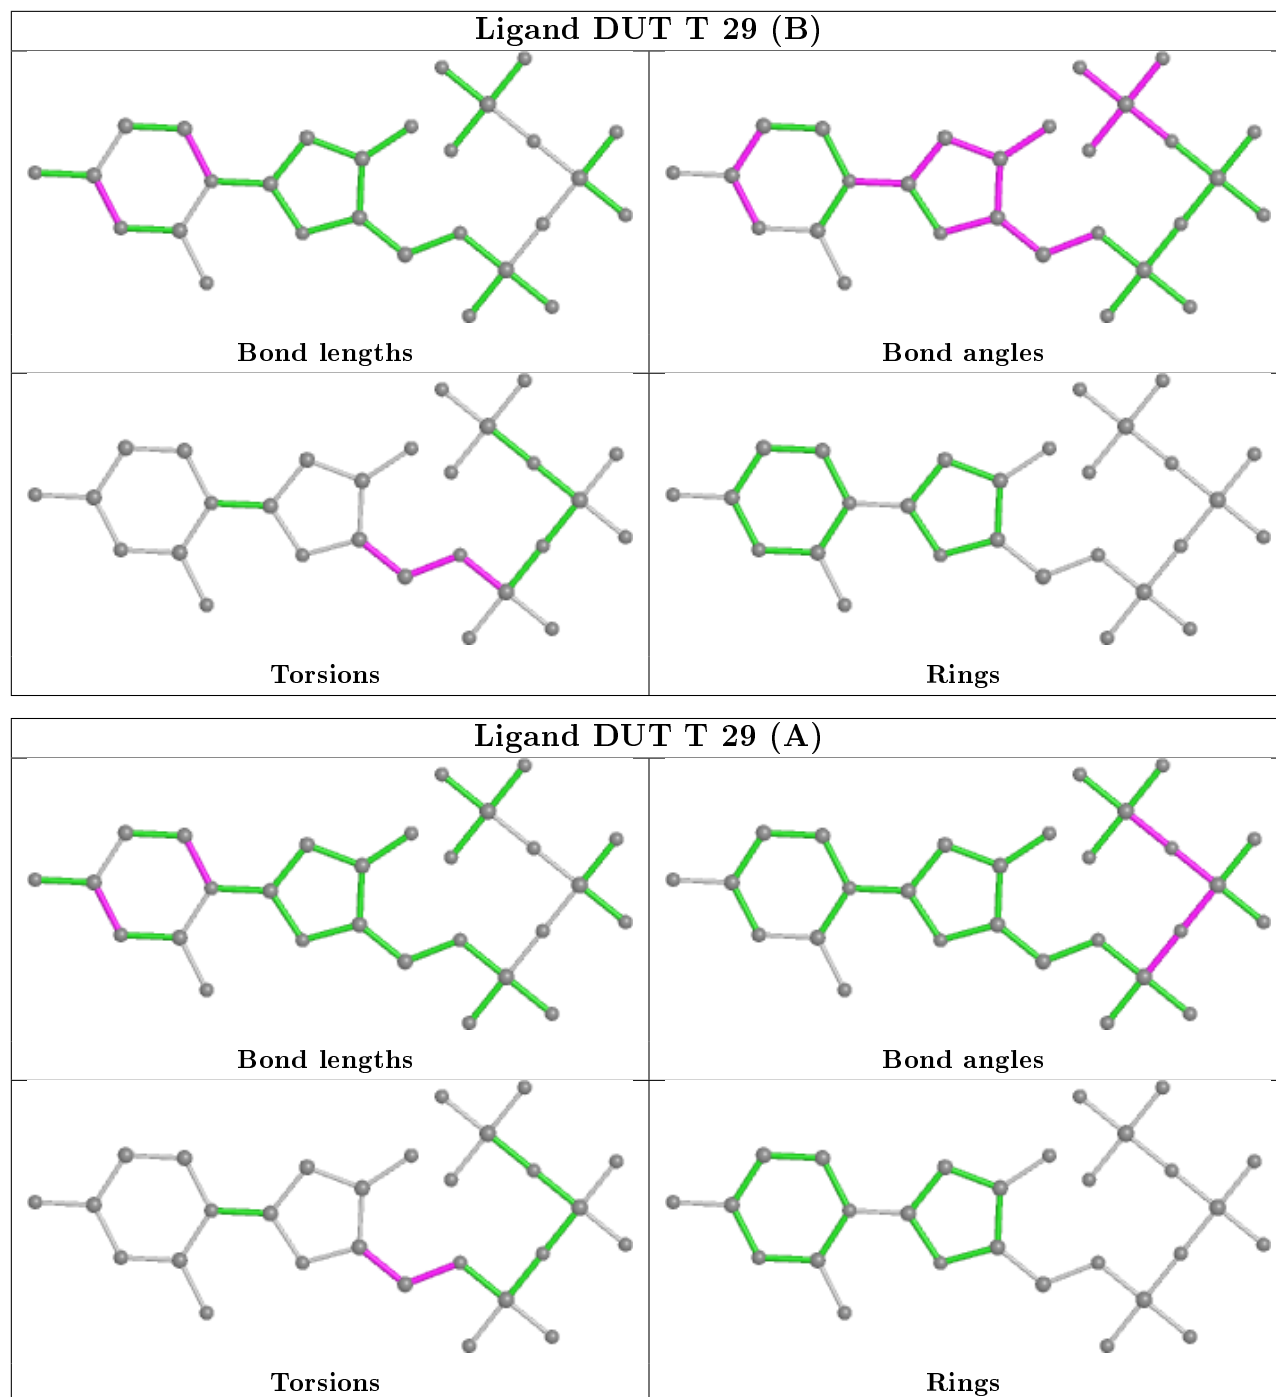 Ligand DUT T 29 (B)
Bond lengths
Bond angles
Torsions
Rings
Ligand DUT T 29 (A)
Bond lengths
Bond angles
Torsions
Rings